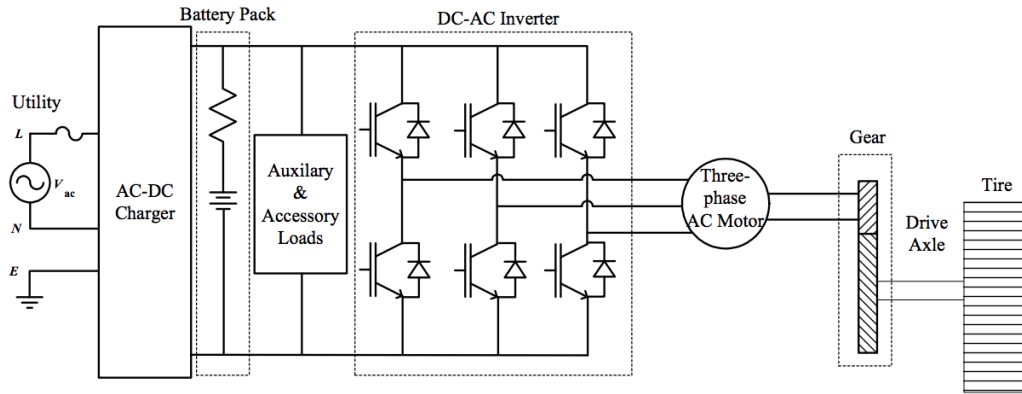 Battery Pack
DC-AC Inverter
Utility
L
V
ac
N
E
AC-DC
Charger
Auxilary
&
Accessory
Loads
Three-
phase
AC Motor
Gear
Drive
Axle
Tire